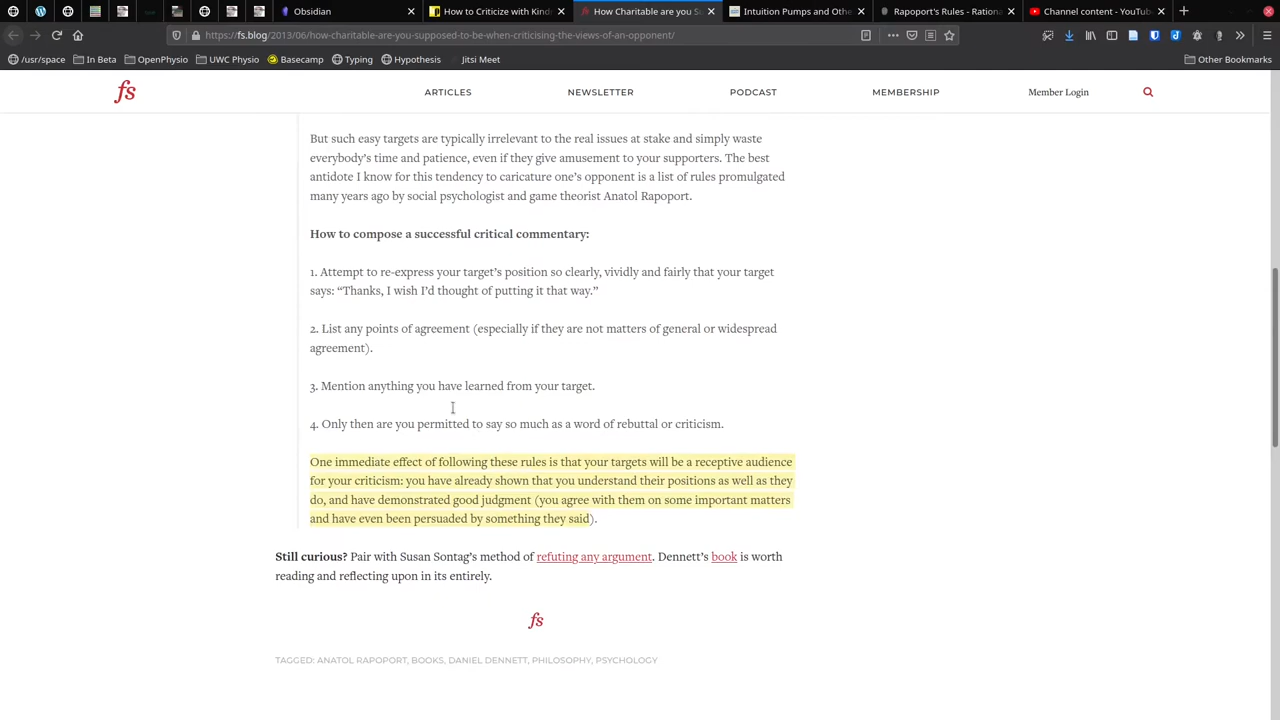 Obsidian
How to Criticize with Kind
How Charitable are you S
Intuition Pumps and Othe
Rapoport's Rules - Rationa
Channel content - YouTub
https://fs.blog/2013/06/how-charitable-are-you-supposed-to-be-when-criticising-the-views-of-an-opponent/
/usr/space
In Beta
OpenPhysio
UWC Physio
Basecamp
Typing
Hypothesis
Jitsi Meet
Other Bookmarks
fs
ARTICLES
NEWSLETTER
PODCAST
MEMBERSHIP
Member Login
But such easy targets are typically irrelevant to the real issues at stake and simply waste
everybody’s time and patience, even if they give amusement to your supporters. The best
antidote I know for this tendency to caricature one’s opponent is a list of rules promulgated
many years ago by social psychologist and game theorist Anatol Rapoport.
How to compose a successful critical commentary:
1. Attempt to re-express your target’s position so clearly, vividly and fairly that your target
says: “Thanks, I wish I’d thought of putting it that way.”
2. List any points of agreement (especially if they are not matters of general or widespread
agreement).
3. Mention anything you have learned from your target.
4. Only then are you permitted to say so much as a word of rebuttal or criticism.
One immediate effect of following these rules is that your targets will be a receptive audience
for your criticism: you have already shown that you understand their positions as well as they
do, and have demonstrated good judgment (you agree with them on some important matters
and have even been persuaded by something they said).
Still curious? Pair with Susan Sontag’s method of refuting any argument. Dennett’s book is worth
reading and reflecting upon in its entirely.
fs
TAGGED: ANATOL RAPOPORT, BOOKS, DANIEL DENNETT, PHILOSOPHY, PSYCHOLOGY